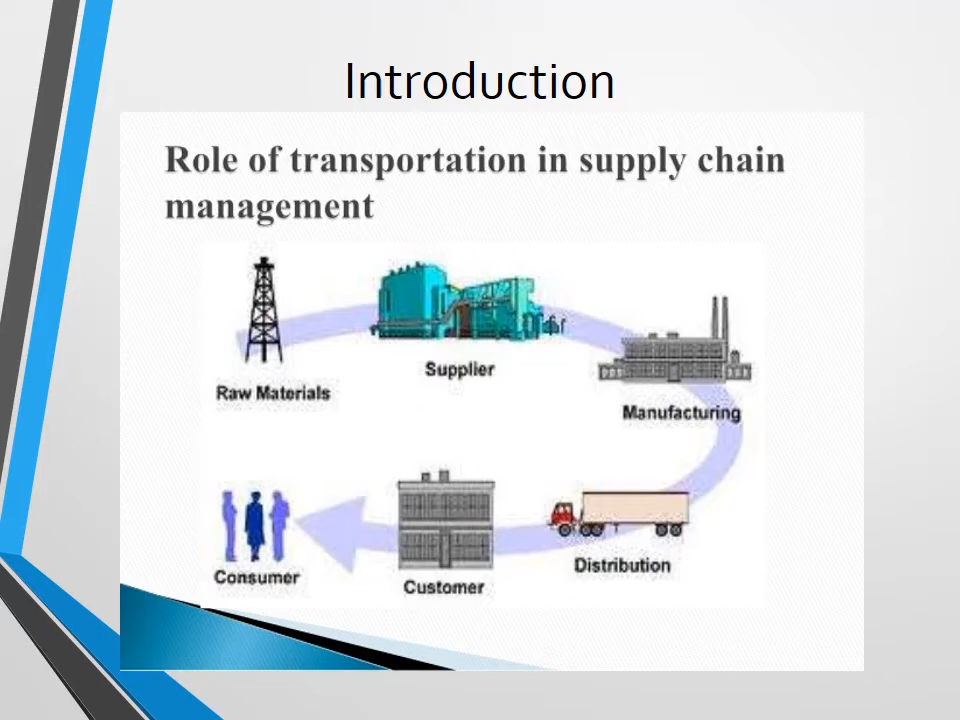 Introduction
Role of transportation in supply chain
management
Raw Materials
Supplier
Manufacturing
Distribution
Customer
Consumer